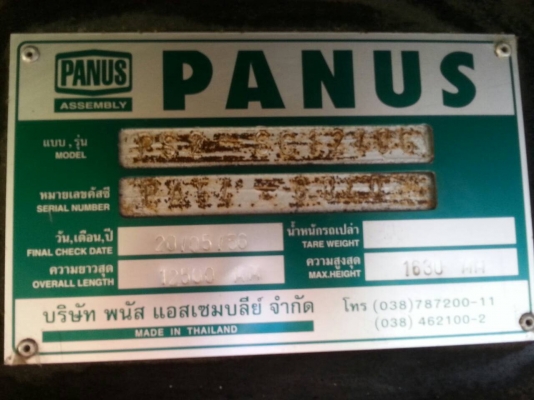 PANUS
ASSEMBLY
PANUS
แบบ, รุ่น
MODEL
หมายเลขคัสซี
SERIAL NUMBER
วัน,เดือน,ปี
FINAL CHECK DATE
น้ำหนักรถเปล่า
TARE WEIGHT
ความยาวสุด
OVERALL LENGTH
ความสูงสุด
MAX.HEIGHT
1630 MM
บริษัท พนัส แอสเซมบลีย์ จำกัด
โทร (038)787200-11
(038) 462100-2
MADE IN THAILAND